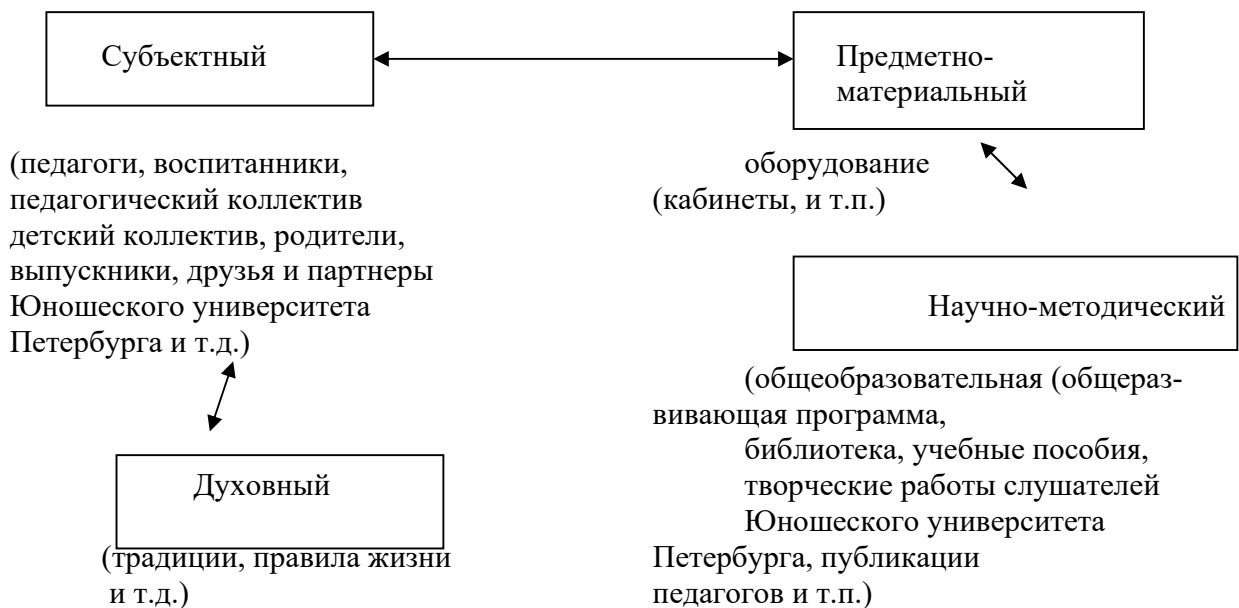 Субъектный
(педагоги, воспитанники,
педагогический коллектив
детский коллектив, родители,
выпускники, друзья и партнеры
Юношеского университета
Петербурга и т.д.)
Духовный
(традиции, правила жизни
и т.д.)
Предметно-
материальный
оборудование
(кабинеты, и т.п.)
Научно-методический
(общеобразовательная (общераз-
вивающая программа,
библиотека, учебные пособия,
творческие работы слушателей
Юношеского университета
Петербурга, публикации
педагогов и т.п.)